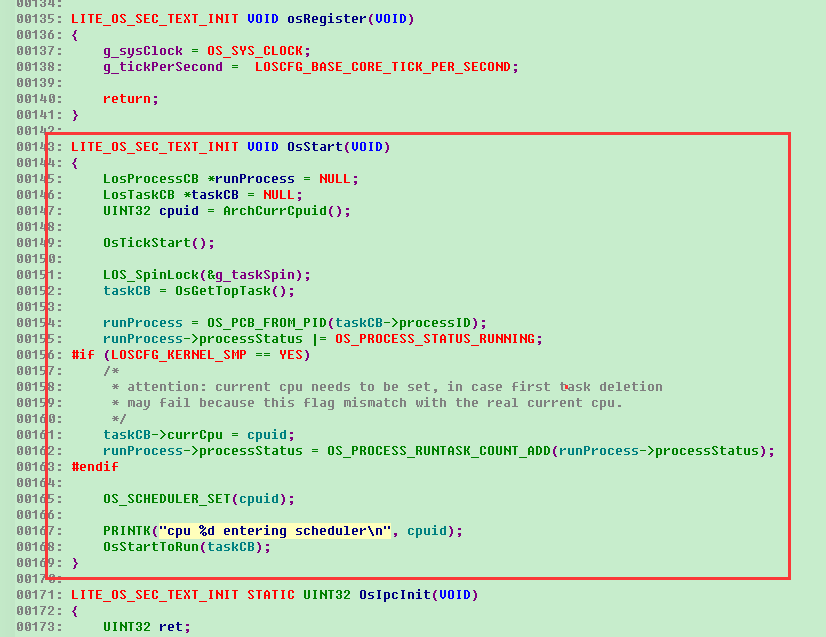 00134:
00135: LITE_OS_SEC_TEXT_INIT VOID osRegister(VOID)
00136: {
00137:     g_sysClock = OS_SYS_CLOCK;
00138:     g_tickPerSecond =  LOSCFG_BASE_CORE_TICK_PER_SECOND;
00139:
00140:     return;
00141: }
00142:
00143: LITE_OS_SEC_TEXT_INIT VOID OsStart(VOID)
00144: {
00145:     LosProcessCB *runProcess = NULL;
00146:     LosTaskCB *taskCB = NULL;
00147:     UINT32 cpuid = ArchCurrCpuid();
00148:
00149:     OsTickStart();
00150:
00151:     LOS_SpinLock(&g_taskSpin);
00152:     taskCB = OsGetTopTask();
00153:
00154:     runProcess = OS_PCB_FROM_PID(taskCB->processID);
00155:     runProcess->processStatus |= OS_PROCESS_STATUS_RUNNING;
00156: #if (LOSCFG_KERNEL_SMP == YES)
00157:     /*
00158:      * attention: current cpu needs to be set, in case first task deletion
00159:      * may fail because this flag mismatch with the real current cpu.
00160:      */
00161:     taskCB->currCpu = cpuid;
00162:     runProcess->processStatus = OS_PROCESS_RUNTASK_COUNT_ADD(runProcess->processStatus);
00163: #endif
00164:
00165:     OS_SCHEDULER_SET(cpuid);
00166:
00167:     PRINTK("cpu %d entering scheduler\n", cpuid);
00168:     OsStartToRun(taskCB);
00169: }
00170:
00171: LITE_OS_SEC_TEXT_INIT STATIC UINT32 OsIpcInit(VOID)
00172: {
00173:     UINT32 ret;